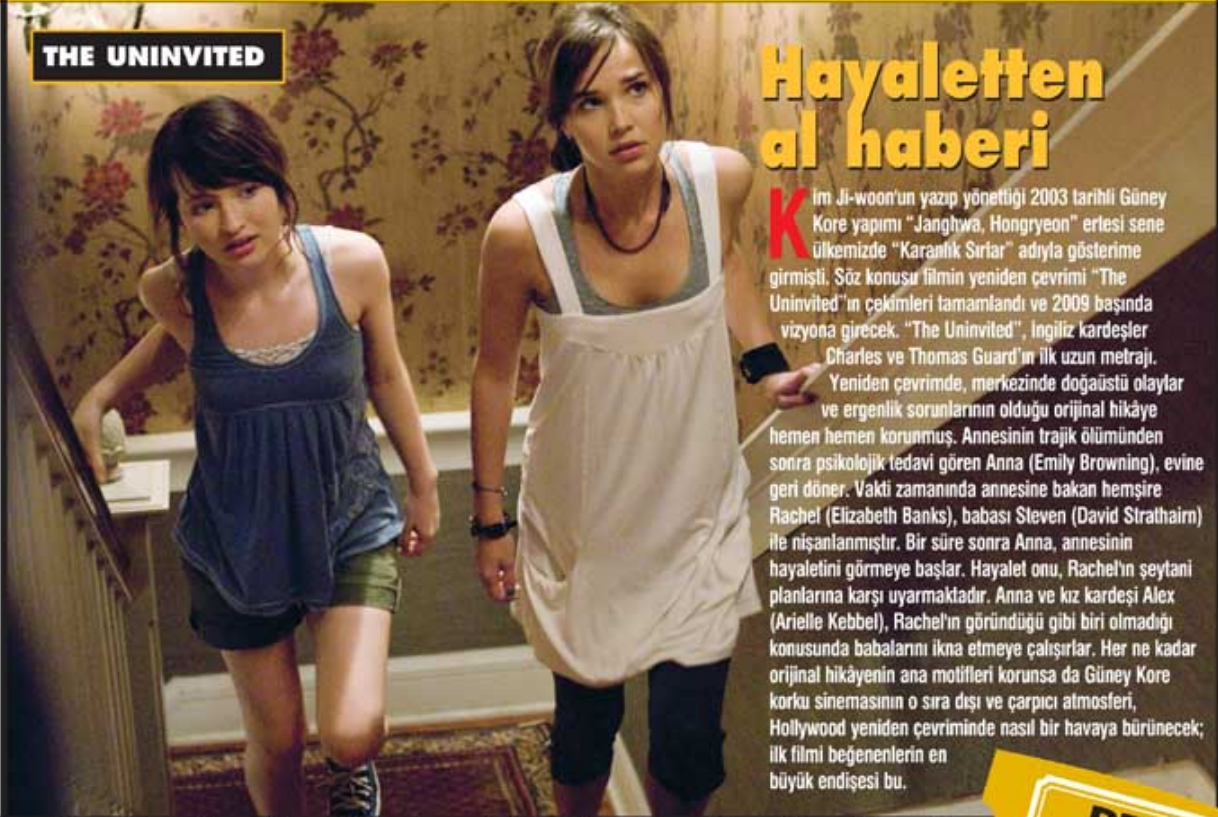 THE UNINVITED
Hayaletten
al haberi
Kim Ji-woon'un yazıp yönettiği 2003 tarihli Güney
Kore yapımı "Janghwa, Hongryeon" ertesi sene
ülkemizde "Karanlık Sırlar" adıyla gösterime
girmişti. Söz konusu filmin yeniden çevrimi "The
Uninvited"ın çekimleri tamamlandı ve 2009 başında
vizyona girecek. "The Uninvited", İngiliz kardeşler
Charles ve Thomas Guard'ın ilk uzun metrajı.
Yeniden çevrimde, merkezinde doğaüstü olaylar
ve ergenlik sorunlarının olduğu orijinal hikâye
hemen hemen korunmuş. Annesinin trajik ölümünden
sonra psikolojik tedavi gören Anna (Emily Browning), evine
geri döner. Vakti zamanında annesine bakan hemşire
Rachel (Elizabeth Banks), babası Steven (David Strathairn)
ile nişanlanmıştır. Bir süre sonra Anna, annesinin
hayaletini görmeye başlar. Hayalet onu, Rachel'ın şeytani
planlarına karşı uyarmaktadır. Anna ve kız kardeşi Alex
(Arielle Kebbel), Rachel'ın göründüğü gibi biri olmadığı
konusunda babalarını ikna etmeye çalışırlar. Her ne kadar
orijinal hikâyenin ana motifleri korunsa da Güney Kore
korku sinemasının o sıra dışı ve çarpıcı atmosferi,
Hollywood yeniden çevriminde nasıl bir havaya bürünecek;
ilk filmi beğenenlerin en
büyük endişesi bu.